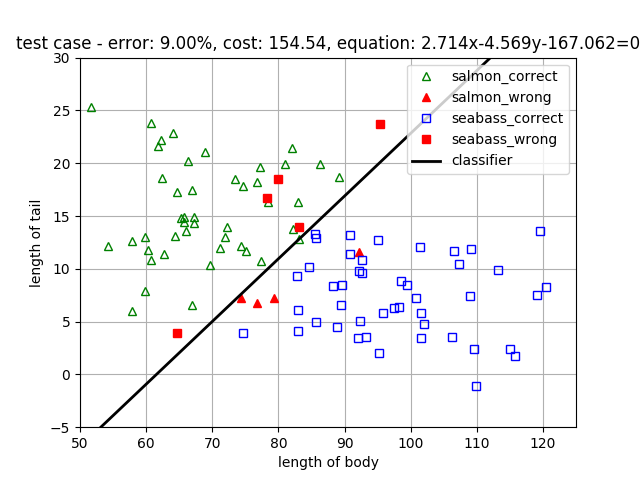 test case - error: 9.00%, cost: 154.54, equation: 2.714x-4.569y-167.062=0
salmon_correct
salmon_wrong
seabass_correct
seabass_wrong
classifier
length of tail
30
25
20
15
10
5
0
−5
50 60 70 80 90 100 110 120
length of body